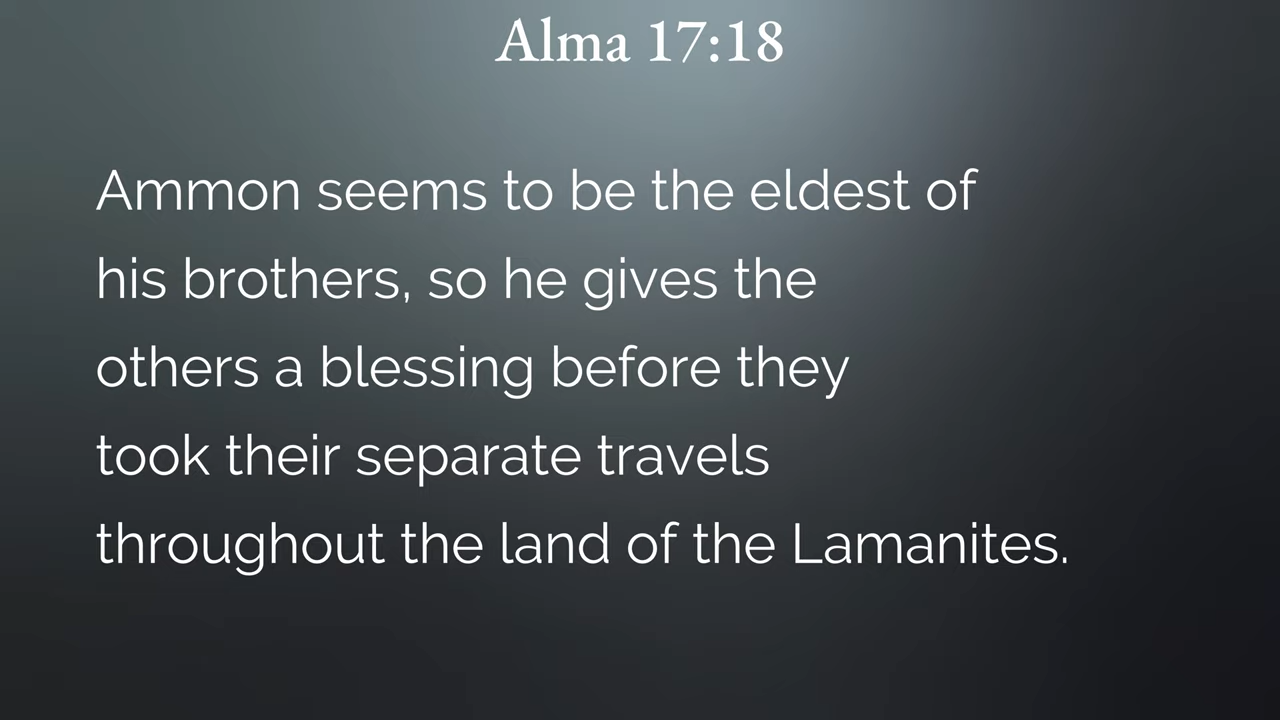 Alma 17:18
Ammon seems to be the eldest of
his brothers, so he gives the
others a blessing before they
took their separate travels
throughout the land of the Lamanites.